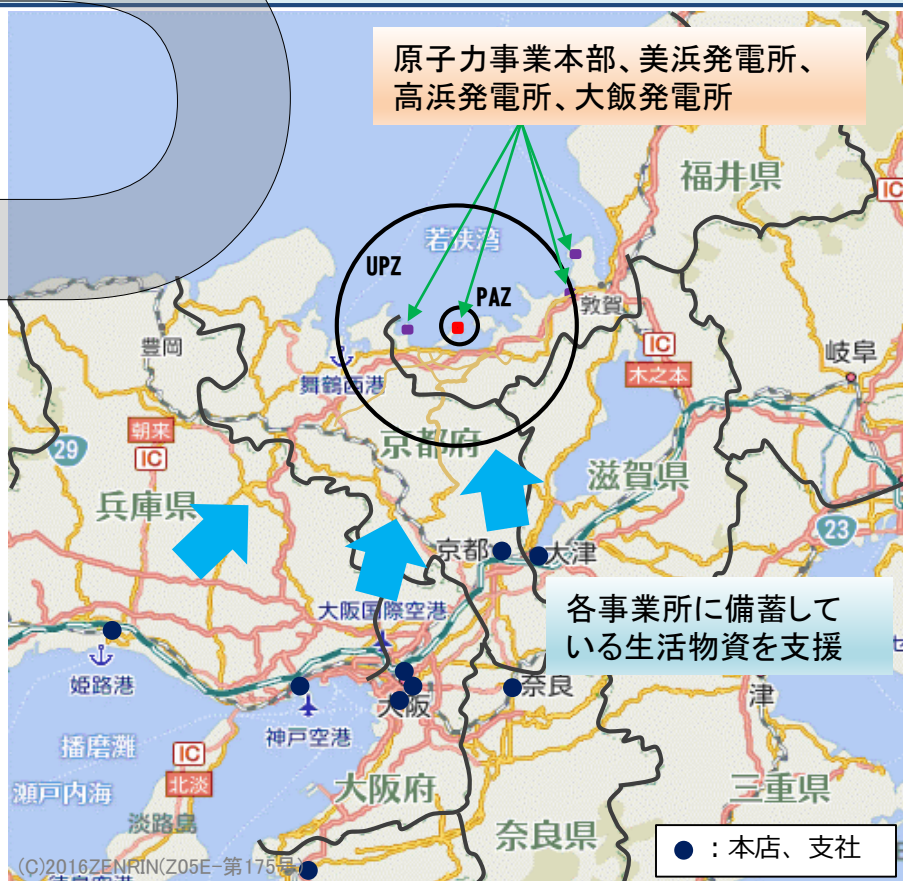 原子力事業本部、美浜発電所、
高浜発電所、大飯発電所
福井県
IC
若狭湾
UPZ
PAZ
敦賀
豊岡
IC
木之本
岐阜
舞鶴西港
朝来
IC
29
京都府
滋賀県
兵庫県
23
京都
大津
大阪国際空港
各事業所に備蓄して
いる生活物資を支援
姫路港
奈良
大阪
津
神戸空港
播磨灘
IC
北淡
瀬戸内海
大阪府
三重県
淡路島
奈良県
●：本店、支社
(C)2016ZENRIN(Z05E-第175号)